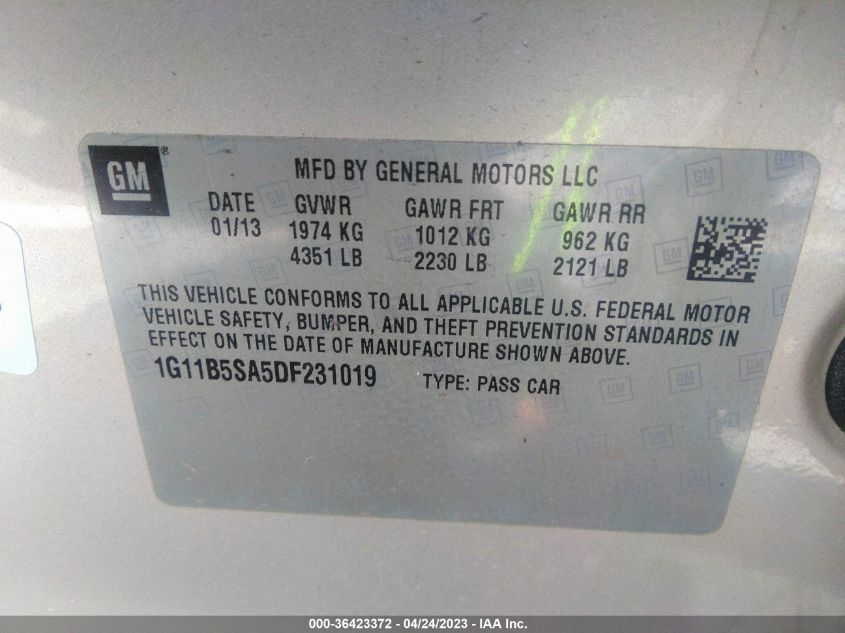 GM ®
MFD BY GENERAL MOTORS LLC
DATE GVWR GAWR FRT GAWR RR
01/13 1974 KG 1012 KG 962 KG
4351 LB 2230 LB 2121 LB
THIS VEHICLE CONFORMS TO ALL APPLICABLE U.S. FEDERAL MOTOR
VEHICLE SAFETY, BUMPER, AND THEFT PREVENTION STANDARDS IN
EFFECT ON THE DATE OF MANUFACTURE SHOWN ABOVE.
1G11B5SA5DF231019 TYPE: PASS CAR
000-36423372 - 04/24/2023 - IAA Inc.